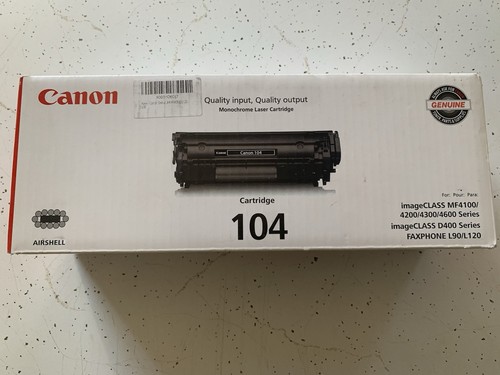 Canon
Quality input, Quality output
Monochrome Laser Cartridge
GENUINE
Canon 104
Cartridge
104
AIRSHELL
For: Pour: Para:
imageCLASS MF4100/
4200/4300/4600 Series
imageCLASS D400 Series
FAXPHONE L90/L120